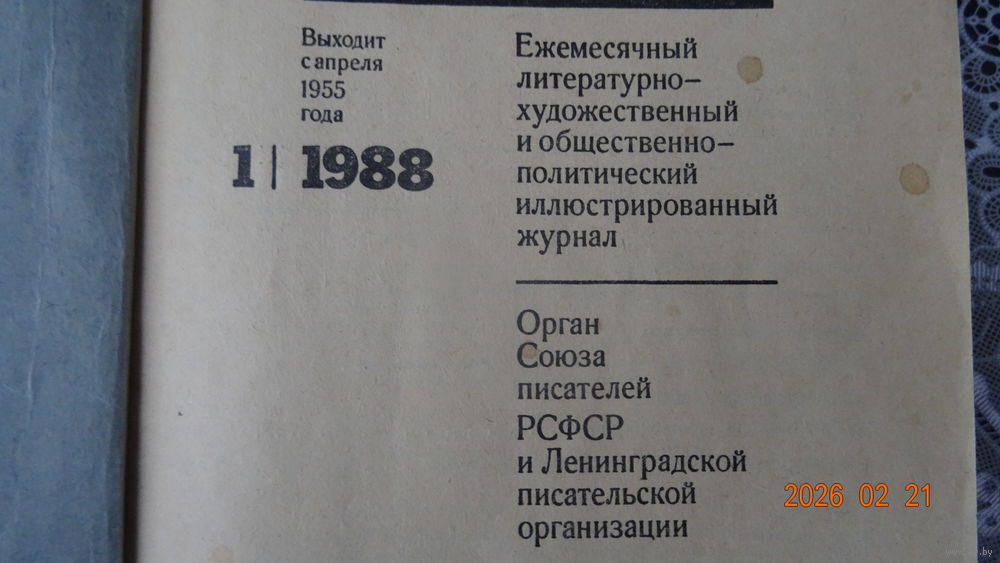 Выходит
с апреля
1955
года
1 | 1988
Ежемесячный
литературно-
художественный
и общественно-
политический
иллюстрированный
журнал
Орган
Союза
писателей
РСФСР
и Ленинградской
писательской
организации
2026 02 21